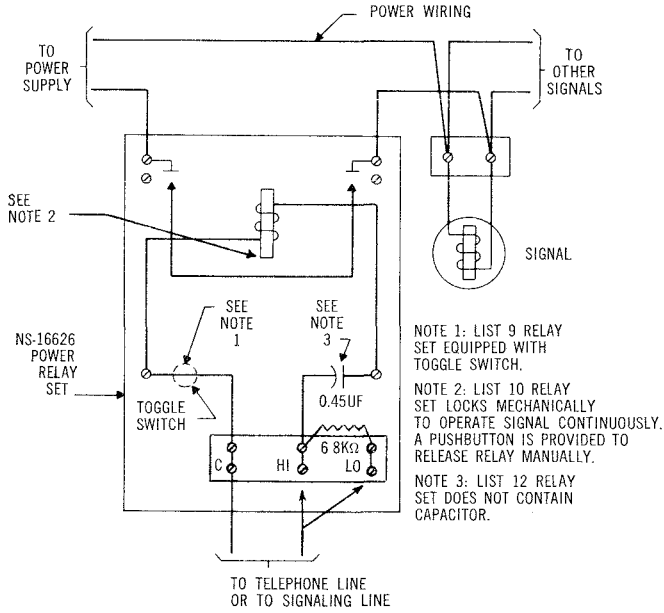 POWER WIRING
TO
POWER
SUPPLY
TO
OTHER
SIGNALS
SEE
NOTE 2
SIGNAL
NS-16626
POWER
RELAY
SET
SEE
NOTE
1
SEE
NOTE
3
TOGGLE
SWITCH
0.45UF
6.8KΩ
C
HI
LO
NOTE 1: LIST 9 RELAY
SET EQUIPPED WITH
TOGGLE SWITCH.
NOTE 2: LIST 10 RELAY
SET LOCKS MECHANICALLY
TO OPERATE SIGNAL CONTINUOUSLY.
A PUSHBUTTON IS PROVIDED TO
RELEASE RELAY MANUALLY.
NOTE 3: LIST 12 RELAY
SET DOES NOT CONTAIN
CAPACITOR.
TO TELEPHONE LINE
OR TO SIGNALING LINE